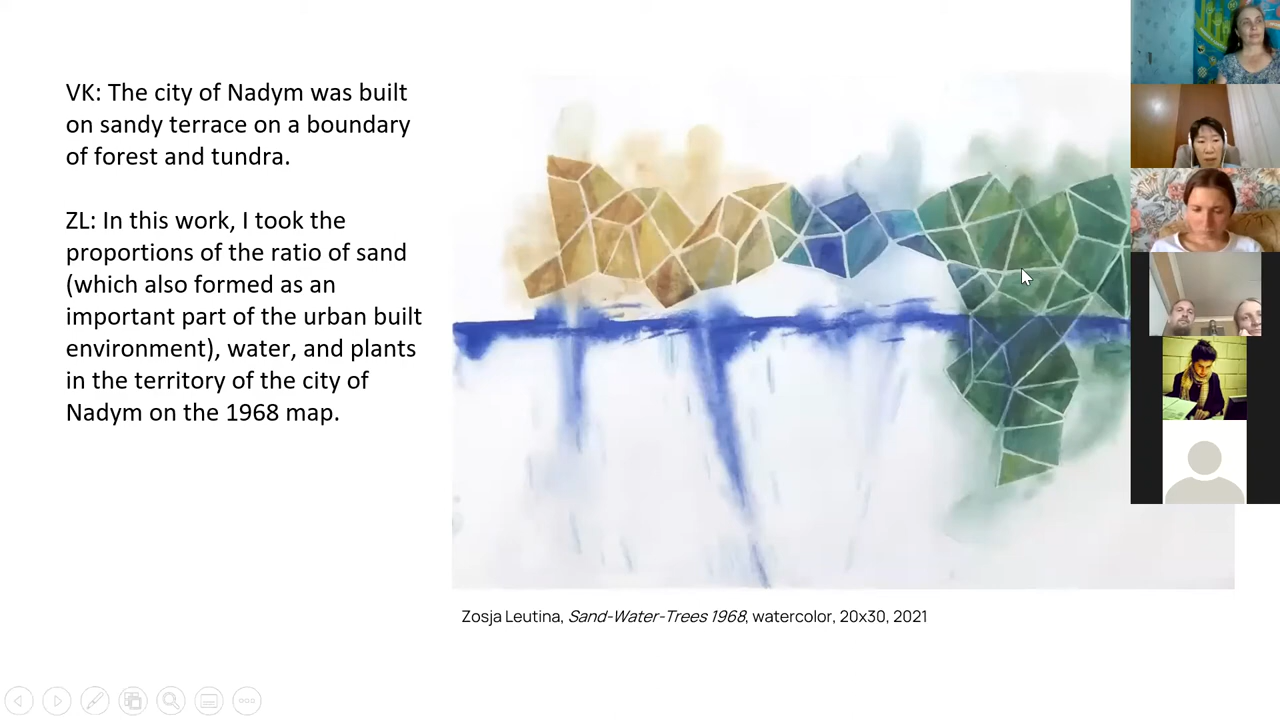 VK: The city of Nadym was built
on sandy terrace on a boundary
of forest and tundra.
ZL: In this work, I took the
proportions of the ratio of sand
(which also formed as an
important part of the urban built
environment), water, and plants
in the territory of the city of
Nadym on the 1968 map.
Zosja Leutina, Sand-Water-Trees 1968, watercolor, 20x30, 2021